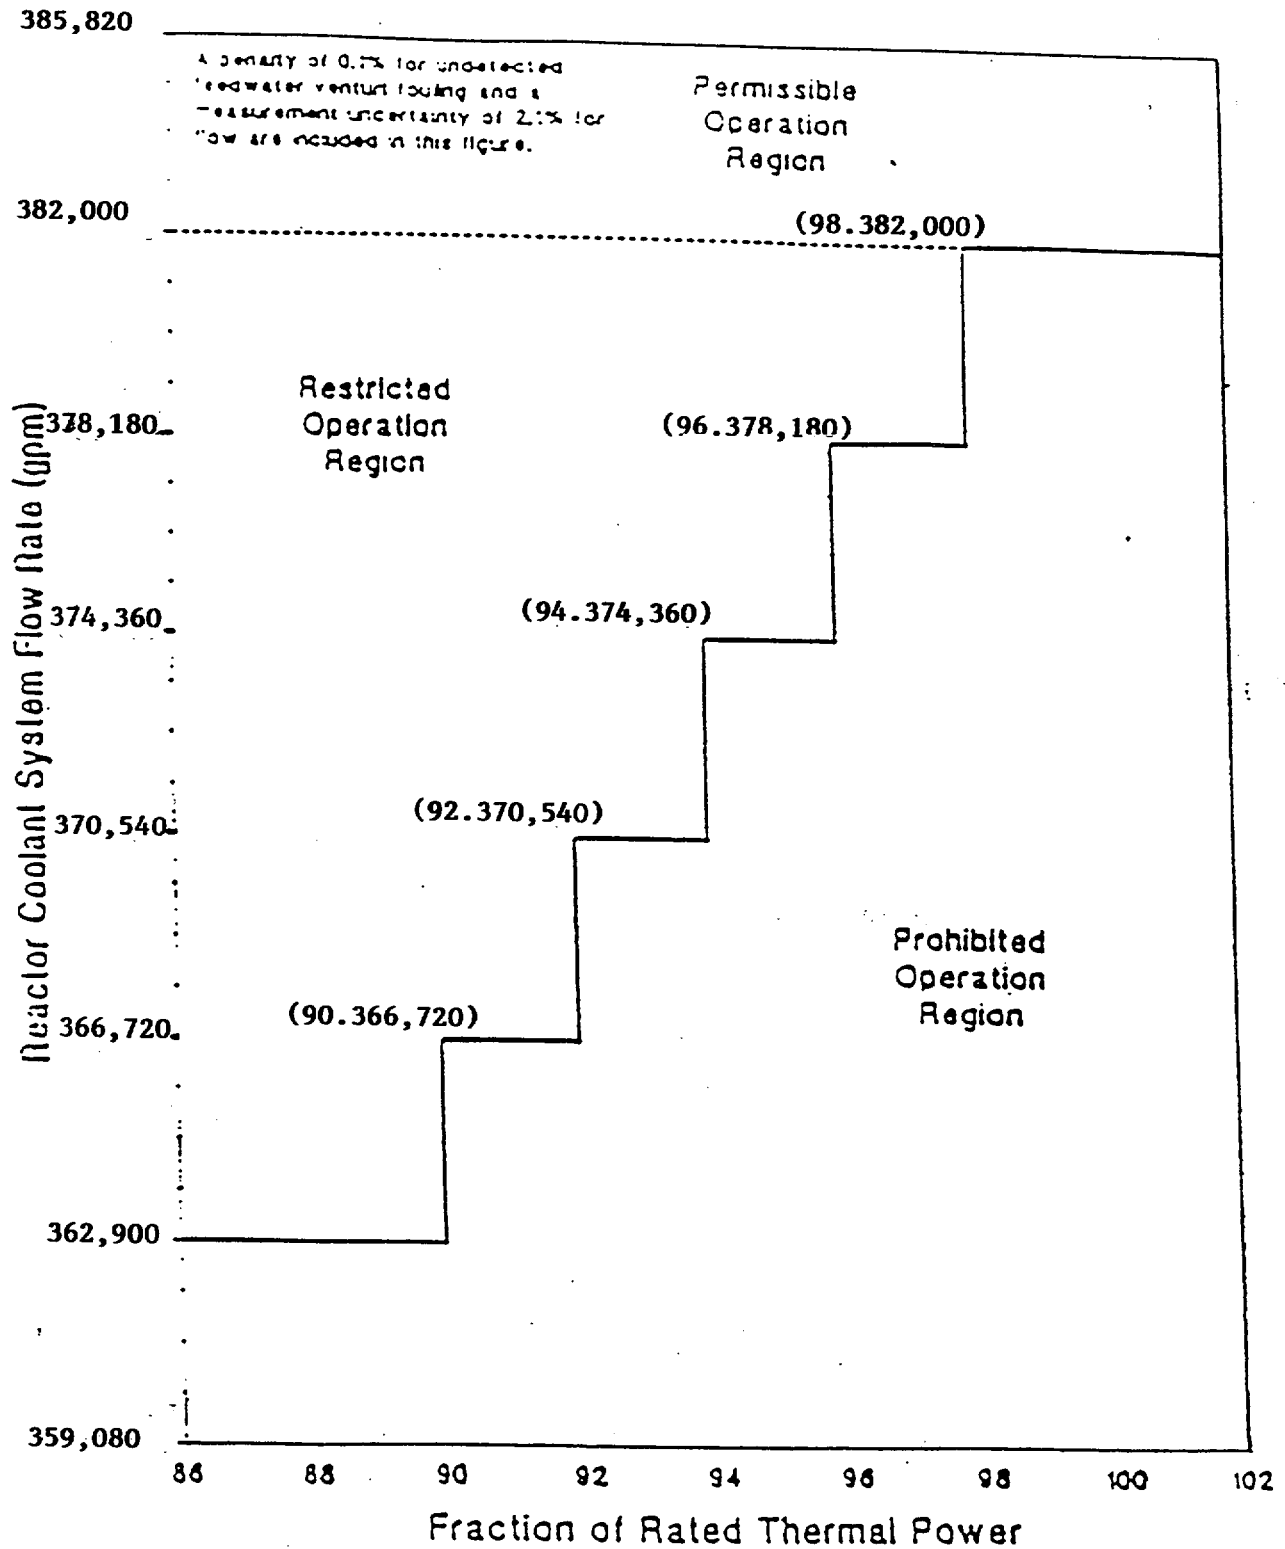 385,820
A penalty of 0.1% for undetected
feedwater venturi fouling and a
measurement uncertainty of 2.1% for
flow are included in this figure.
Permissible
Operation
Region
382,000
(98.382,000)
Restricted
Operation
Region
378,180
(96.378,180)
374,360
(94.374,360)
370,540
(92.370,540)
Prohibited
Operation
Region
366,720
(90.366,720)
362,900
359,080
Reactor Coolant System Flow Rate (gpm)
86 88 90 92 94 96 98 100 102
Fraction of Rated Thermal Power